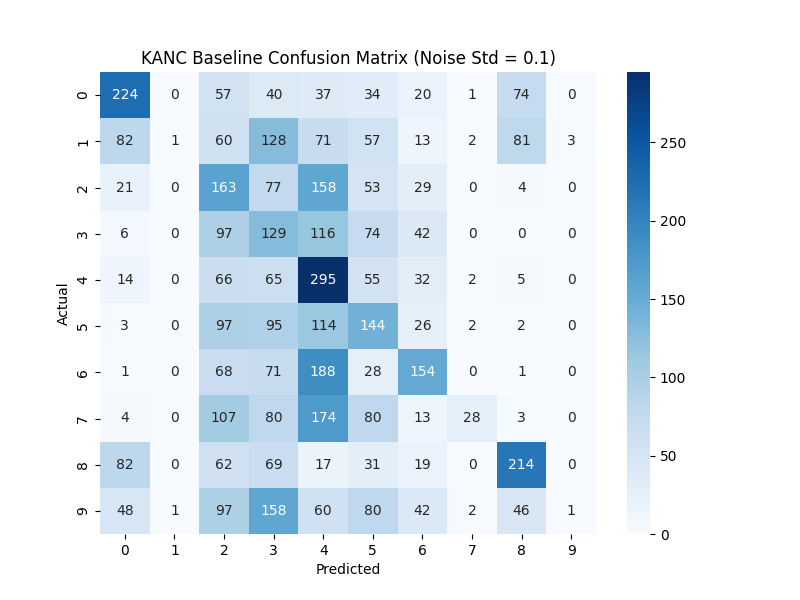 KANC Baseline Confusion Matrix (Noise Std = 0.1)
0 224 0 57 40 37 34 20 1 74 0
1 82 1 60 128 71 57 13 2 81 3
2 21 0 163 77 158 53 29 0 4 0
3 6 0 97 129 116 74 42 0 0 0
4 14 0 66 65 295 55 32 2 5 0
5 3 0 97 95 114 144 26 2 2 0
6 1 0 68 71 188 28 154 0 1 0
7 4 0 107 80 174 80 13 28 3 0
8 82 0 62 69 17 31 19 0 214 0
9 48 1 97 158 60 80 42 2 46 1
0 1 2 3 4 5 6 7 8 9
Predicted
Actual
250
200
150
100
50
0